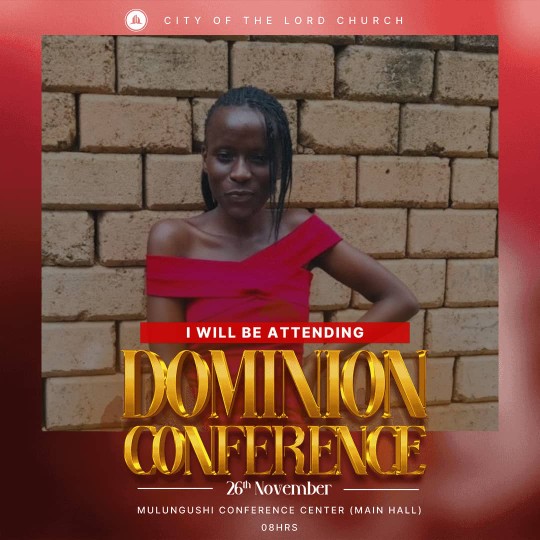 CITY OF THE LORD CHURCH
I WILL BE ATTENDING
DOMINION
CONFERENCE
26th November
MULUNGUSHI CONFERENCE CENTER (MAIN HALL)
08HRS